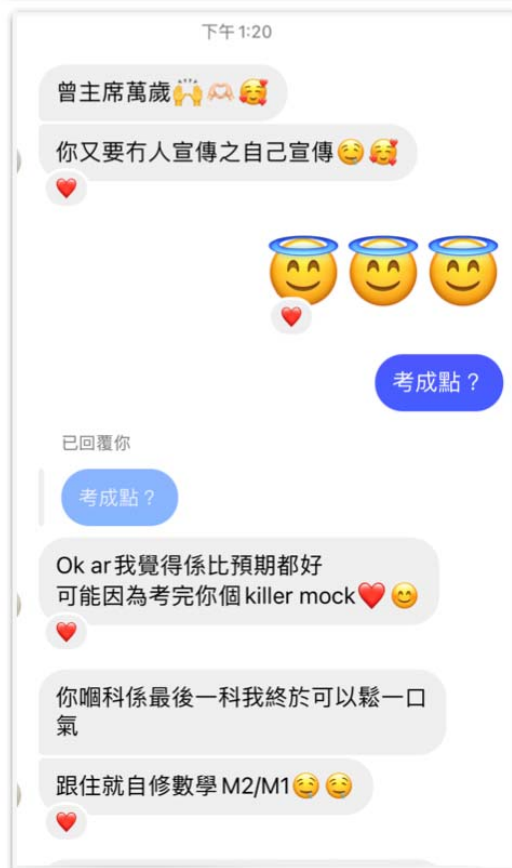 下午 1:20
曾主席萬歲🙌🫶🏻🥰
你又要冇人宣傳之自己宣傳🤤🥰
❤️
😇😇😇
❤️
考成點？
已回覆你
考成點？
Ok ar我覺得係比預期都好
可能因為考完你個killer mock❤️😊
❤️
你嗰科係最後一科我終於可以鬆一口
氣
跟住就自修數學M2/M1🤤🤤
❤️